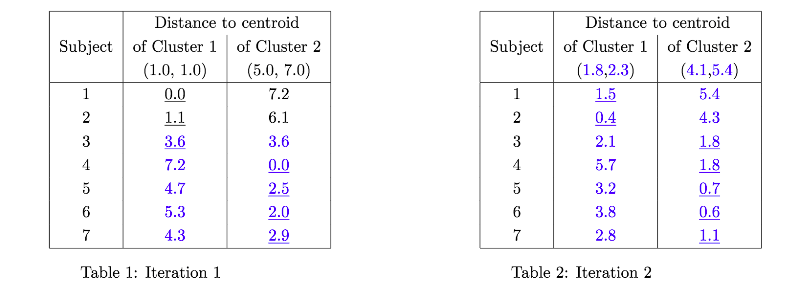 Distance to centroid
Subject of Cluster 1 of Cluster 2
(1.0, 1.0) (5.0, 7.0)
1 0.0 7.2
2 1.1 6.1
3 3.6 3.6
4 7.2 0.0
5 4.7 2.5
6 5.3 2.0
7 4.3 2.9
Table 1: Iteration 1
Distance to centroid
Subject of Cluster 1 of Cluster 2
(1.8,2.3) (4.1,5.4)
1 1.5 5.4
2 0.4 4.3
3 2.1 1.8
4 5.7 1.8
5 3.2 0.7
6 3.8 0.6
7 2.8 1.1
Table 2: Iteration 2